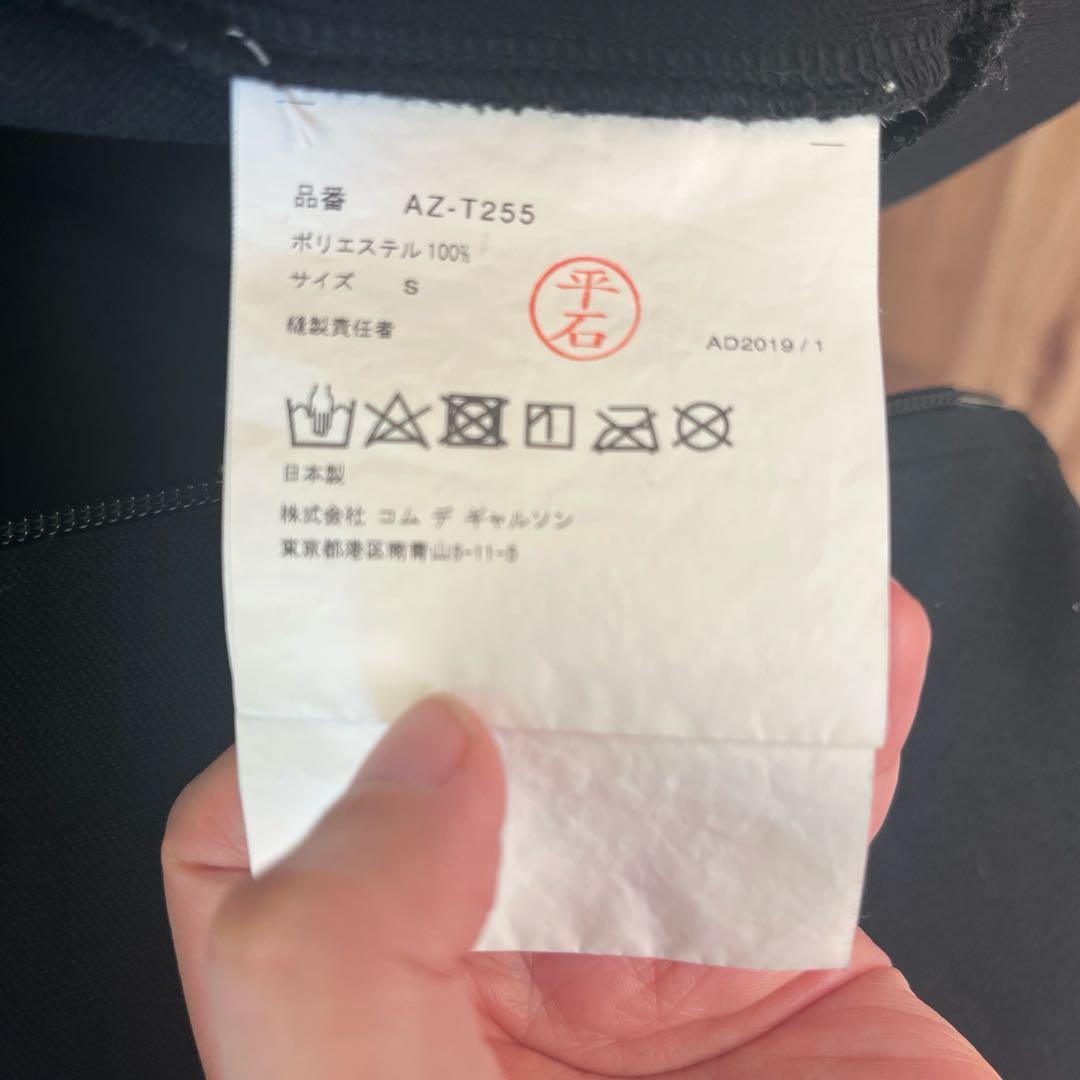 品番 AZ-T255
ポリエステル 100%
サイズ S
縫製責任者 平石
AD2019 / 1
日本製
株式会社 コム デ ギャルソン
東京都港区南青山5-11-5